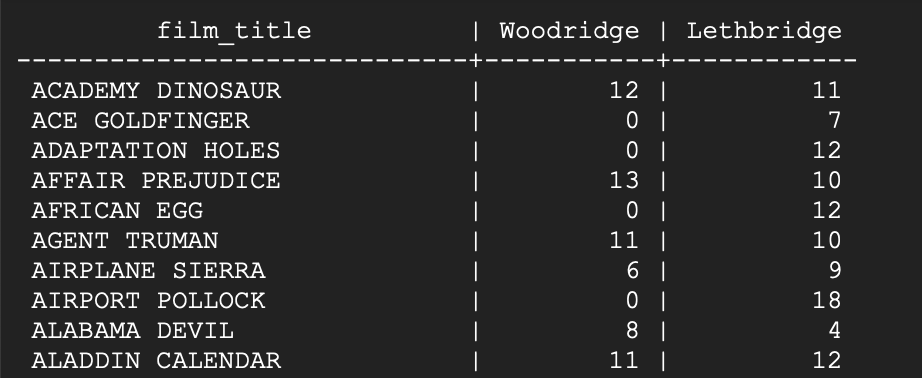 film_title | Woodridge | Lethbridge
-----------------------------+-----------+------------
ACADEMY DINOSAUR | 12 | 11
ACE GOLDFINGER | 0 | 7
ADAPTATION HOLES | 0 | 12
AFFAIR PREJUDICE | 13 | 10
AFRICAN EGG | 0 | 12
AGENT TRUMAN | 11 | 10
AIRPLANE SIERRA | 6 | 9
AIRPORT POLLOCK | 0 | 18
ALABAMA DEVIL | 8 | 4
ALADDIN CALENDAR | 11 | 12